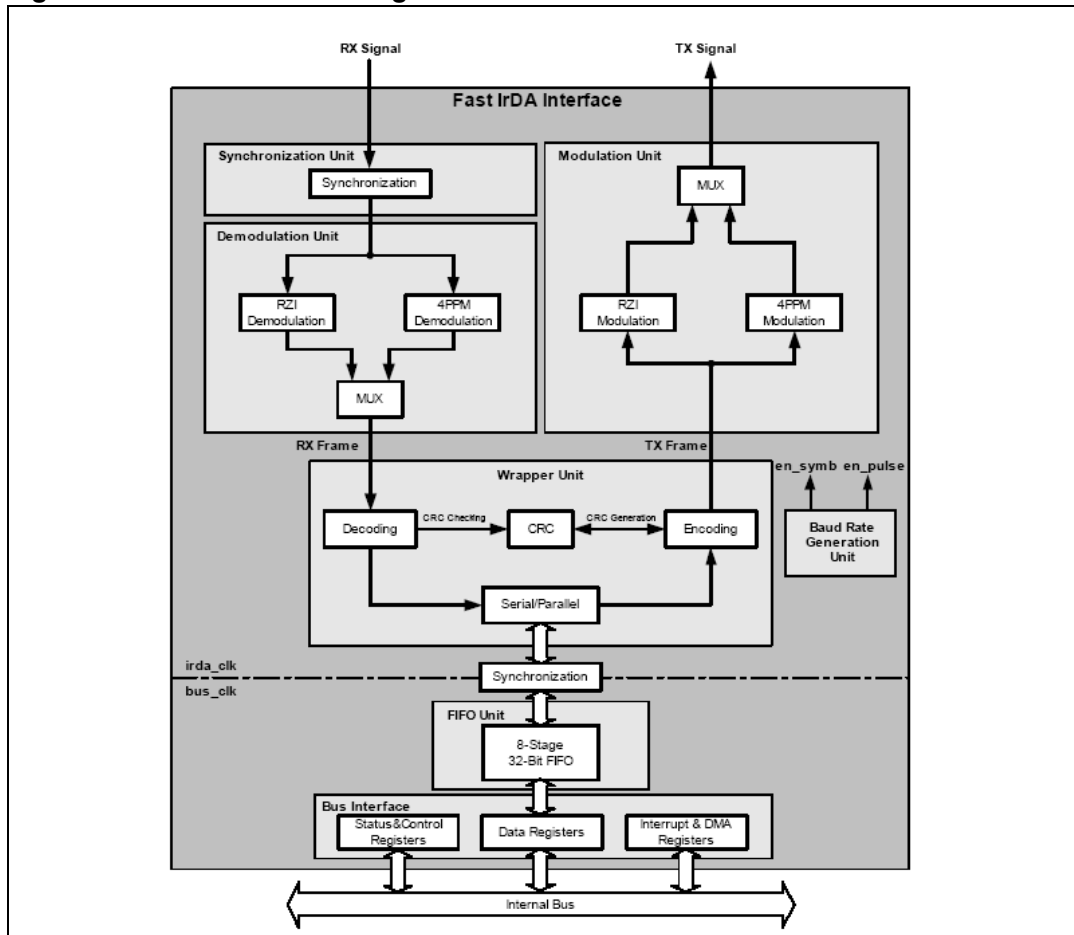 RX Signal
TX Signal
Fast IrDA Interface
Synchronization Unit
Synchronization
Demodulation Unit
RZI
Demodulation
4PPM
Demodulation
MUX
RX Frame
Modulation Unit
MUX
RZI
Modulation
4PPM
Modulation
TX Frame
Wrapper Unit
Decoding
CRC Checking
CRC
CRC Generation
Encoding
Serial/Parallel
en_symb en_pulse
Baud Rate
Generation
Unit
irda_clk
bus_clk
Synchronization
FIFO Unit
8-Stage
32-Bit FIFO
Bus Interface
Status&Control
Registers
Data Registers
Interrupt & DMA
Registers
Internal Bus